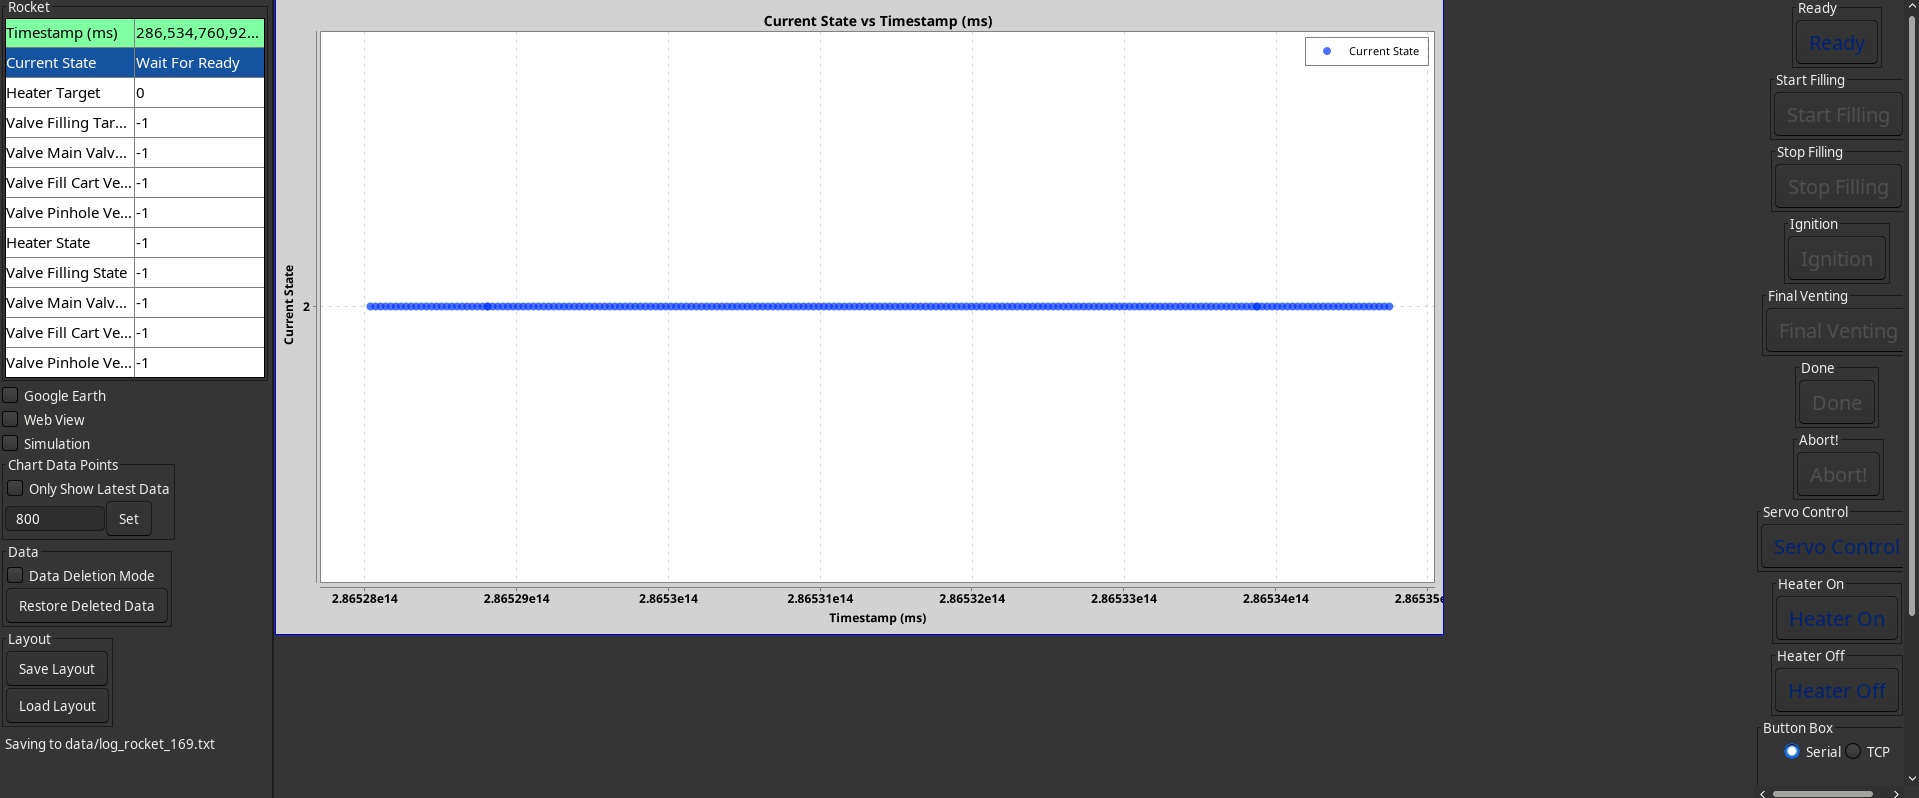 Rocket
Timestamp (ms) 286,534,760,92...
Current State Wait For Ready
Heater Target 0
Valve Filling Tar... -1
Valve Main Valv... -1
Valve Fill Cart Ve... -1
Valve Pinhole Ve... -1
Heater State -1
Valve Filling State -1
Valve Main Valv... -1
Valve Fill Cart Ve... -1
Valve Pinhole Ve... -1
Google Earth
Web View
Simulation
Chart Data Points
Only Show Latest Data
800 Set
Data
Data Deletion Mode
Restore Deleted Data
Layout
Save Layout
Load Layout
Saving to data/log_rocket_169.txt
Current State vs Timestamp (ms)
Current State
Current State
2
2.86528e14 2.86529e14 2.8653e14 2.86531e14 2.86532e14 2.86533e14 2.86534e14 2.86535e
Timestamp (ms)
Ready
Ready
Start Filling
Start Filling
Stop Filling
Stop Filling
Ignition
Ignition
Final Venting
Final Venting
Done
Done
Abort!
Abort!
Servo Control
Servo Control
Heater On
Heater On
Heater Off
Heater Off
Button Box
Serial TCP